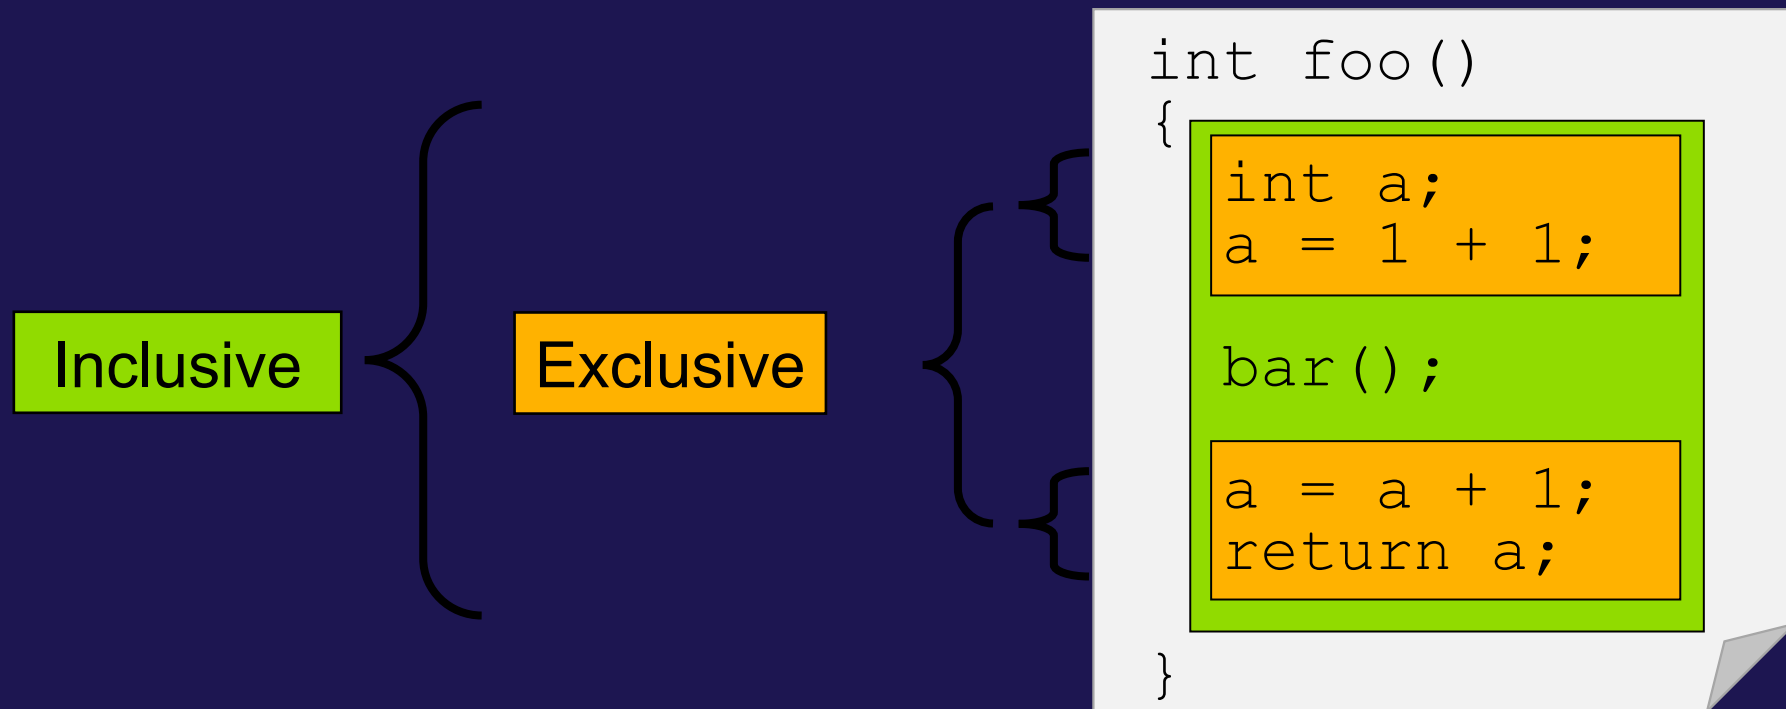 Inclusive
Exclusive
int foo()
{
int a;
a = 1 + 1;
bar();
a = a + 1;
return a;
}